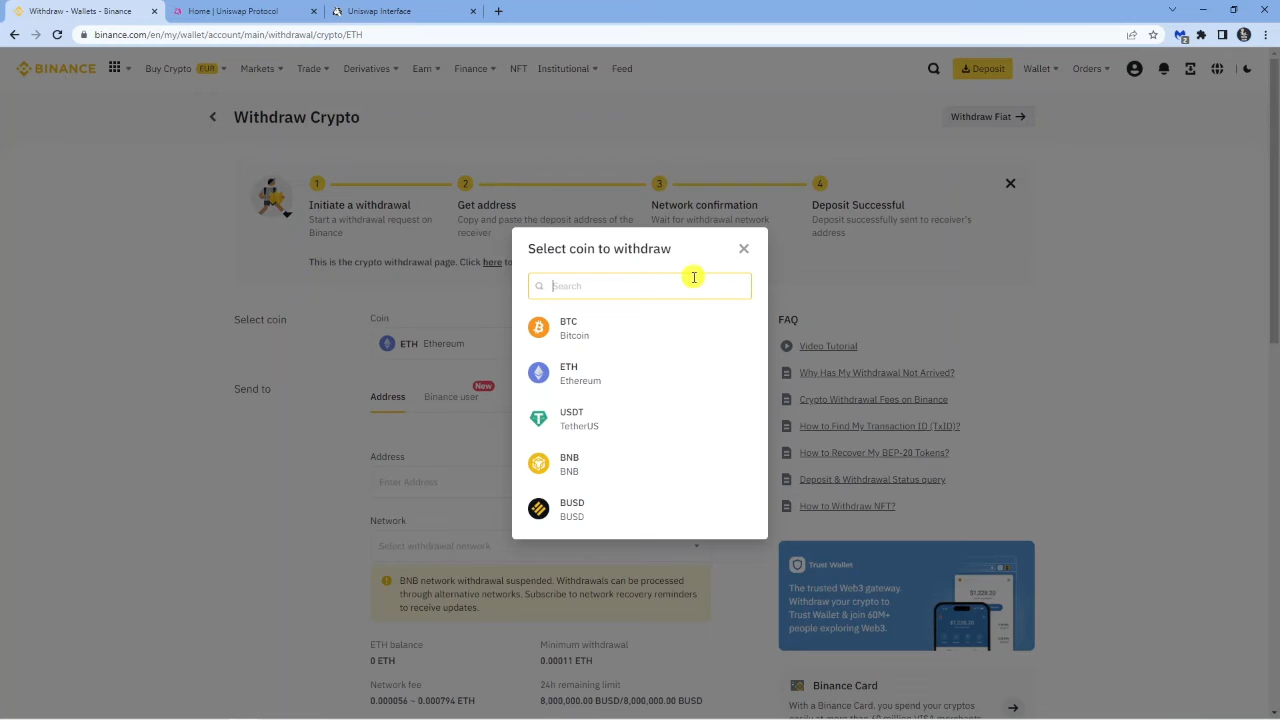 Withdraw - Wallets - Binance
Home | Uniswap Protocol
Uniswap Interface
binance.com/en/my/wallet/account/main/withdrawal/crypto/ETH
2
BINANCE
Buy Crypto EUR
Markets
Trade
Derivatives
Earn
Finance
NFT
Institutional
Feed
Deposit
Wallet
Orders
Withdraw Crypto
Withdraw Fiat
1
2
3
4
Initiate a withdrawal
Start a withdrawal request on
Binance
Get address
Copy and paste the deposit address of the
receiver
Network confirmation
Wait for withdrawal network
Deposit Successful
Deposit successfully sent to receiver's
address
This is the crypto withdrawal page. Click here to
Select coin to withdraw
Search
BTC
Bitcoin
ETH
Ethereum
USDT
TetherUS
BNB
BNB
BUSD
BUSD
Select coin
Coin
ETH Ethereum
Send to
Address
Binance user
New
Address
Enter Address
Network
Select withdrawal network
BNB network withdrawal suspended. Withdrawals can be processed
through alternative networks. Subscribe to network recovery reminders
to receive updates.
ETH balance
0 ETH
Minimum withdrawal
0.00011 ETH
Network fee
0.000056 ~ 0.000794 ETH
24h remaining limit
8,000,000.00 BUSD/8,000,000.00 BUSD
FAQ
Video Tutorial
Why Has My Withdrawal Not Arrived?
Crypto Withdrawal Fees on Binance
How to Find My Transaction ID (TxID)?
How to Recover My BEP-20 Tokens?
Deposit & Withdrawal Status query
How to Withdraw NFT?
Trust Wallet
The trusted Web3 gateway.
Withdraw your crypto to
Trust Wallet & join 60M+
people exploring Web3.
Binance Card
With a Binance Card, you spend your cryptos